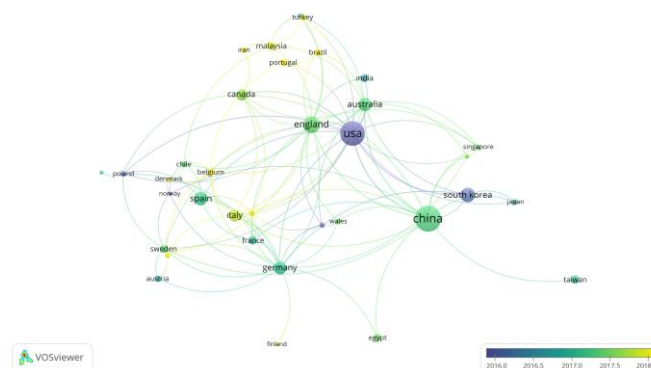 turkey
iran
malaysia
brazil
portugal
india
canada
australia
england
usa
singapore
chile
poland
belgium
denmark
norway
south korea
spain
japan
italy
wales
china
france
sweden
germany
austria
taiwan
finland
egypt
VOSviewer
2016.0 2016.5 2017.0 2017.5 2018